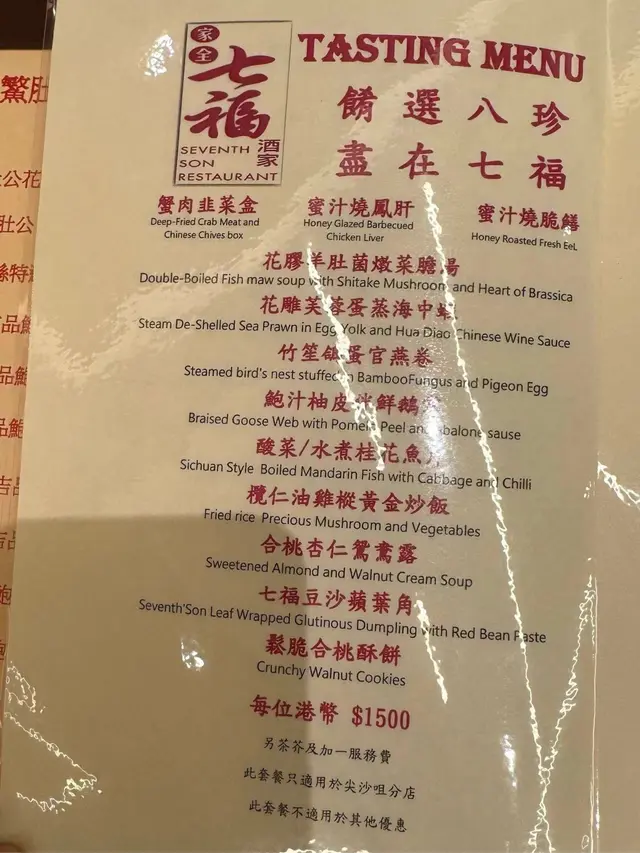 家全
七福
酒家
SEVENTH
SON
RESTAURANT
TASTING MENU
餚選八珍
盡在七福
蟹肉韭菜盒
Deep-Fried Crab Meat and
Chinese Chives box
蜜汁燒鳳肝
Honey Glazed Barbecued
Chicken Liver
蜜汁燒脆鱔
Honey Roasted Fresh EeL
花膠羊肚菌燉菜膽湯
Double-Boiled Fish maw soup with Shitake Mushroom and Heart of Brassica
花雕芙蓉蛋蒸海中蝦
Steam De-Shelled Sea Prawn in Egg Yolk and Hua Diao Chinese Wine Sauce
竹笙鴿蛋官燕卷
Steamed bird's nest stuffed in BambooFungus and Pigeon Egg
鮑汁柚皮鮮鵝
Braised Goose Web with Pomelo Peel and abalone sause
酸菜/水煮桂花魚片
Sichuan Style Boiled Mandarin Fish with Cabbage and Chilli
欖仁油雞樅黃金炒飯
Fried rice Precious Mushroom and Vegetables
合桃杏仁鴛鴦露
Sweetened Almond and Walnut Cream Soup
七福豆沙蘋葉角
Seventh'Son Leaf Wrapped Glutinous Dumpling with Red Bean Paste
鬆脆合桃酥餅
Crunchy Walnut Cookies
每位港幣 $1500
另茶芥及加一服務費
此套餐只適用於尖沙咀分店
此套餐不適用於其他優惠